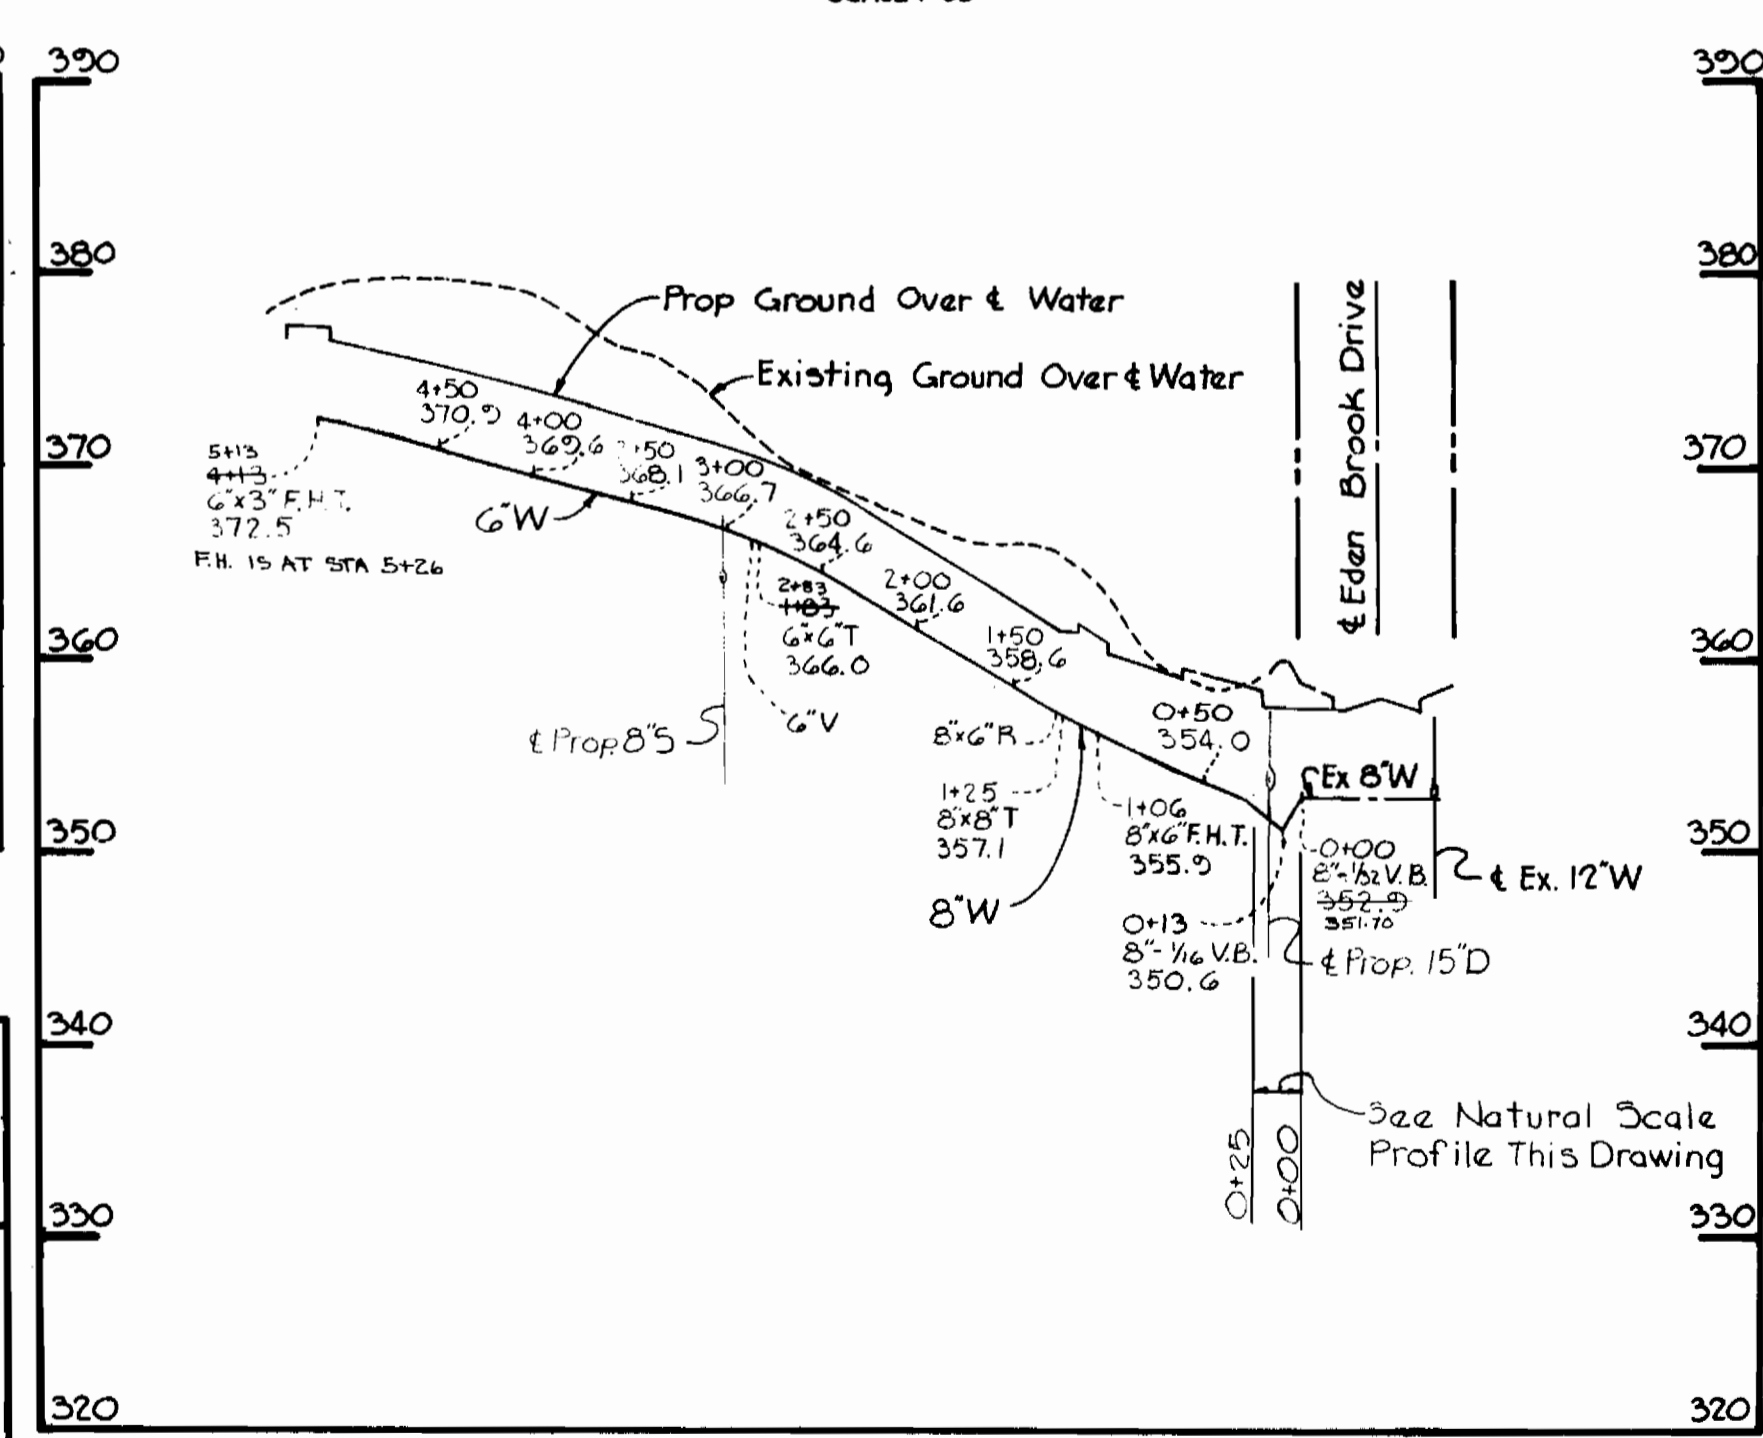 390
390
380
380
Prop Ground Over ℄ Water
Existing Ground Over ℄ Water
℄ Eden Brook Drive
370
370
4+50
370.9
4+00
369.6
+50
368.1
3+00
366.7
2+50
364.6
2+00
361.6
1+50
358.6
0+50
354.0
5+13
4+13
6"x3" F.H.T.
372.5
F.H. IS AT STA 5+26
6"W
2+83
1+83
6"x6"T
366.0
6"V
℄ Prop. 8"S
360
360
8"x6"R
1+25
8"x8"T
357.1
8"W
1+06
8"x6"F.H.T.
355.9
Ex 8"W
350
350
0+00
8"-1/32 V.B.
352.9
351.70
℄ Ex. 12"W
0+13
8"-1/16 V.B.
350.6
℄ Prop. 15"D
340
340
See Natural Scale
Profile This Drawing
0+25
0+00
330
330
320
320